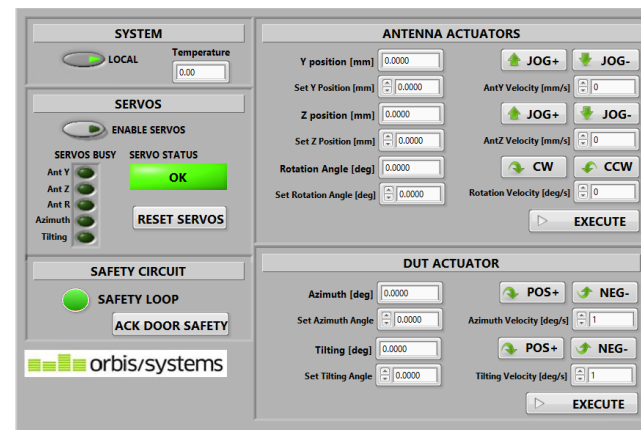 SYSTEM
LOCAL
Temperature
0.00
SERVOS
ENABLE SERVOS
SERVOS BUSY SERVO STATUS
Ant Y
OK
Ant Z
Ant R
Azimuth
RESET SERVOS
Tilting
SAFETY CIRCUIT
SAFETY LOOP
ACK DOOR SAFETY
orbis/systems
ANTENNA ACTUATORS
Y position [mm] 0.0000 JOG+ JOG-
Set Y Position [mm] 0.0000 AntY Velocity [mm/s] 0
Z position [mm] 0.0000 JOG+ JOG-
Set Z Position [mm] 0.0000 AntZ Velocity [mm/s] 0
Rotation Angle [deg] 0.0000 CW CCW
Set Rotation Angle [deg] 0.0000 Rotation Velocity [deg/s] 0
EXECUTE
DUT ACTUATOR
Azimuth [deg] 0.0000 POS+ NEG-
Set Azimuth Angle 0.0000 Azimuth Velocity [deg/s] 1
Tilting [deg] 0.0000 POS+ NEG-
Set Tilting Angle 0.0000 Tilting Velocity [deg/s] 1
EXECUTE